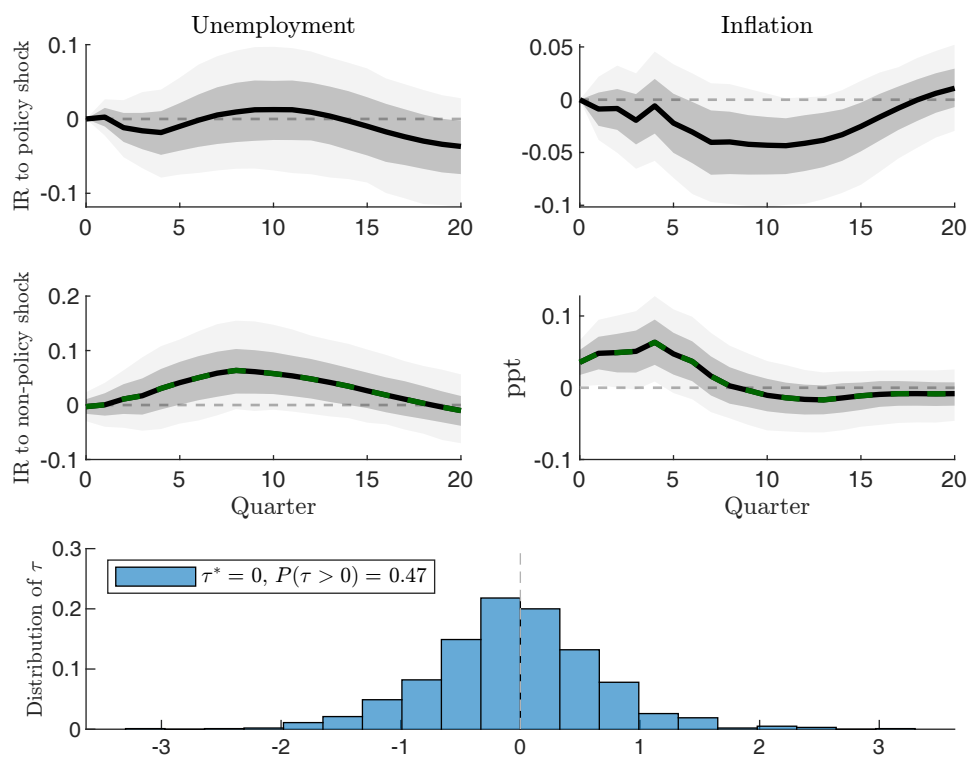 Unemployment
Inflation
IR to policy shock
0.1
0
-0.1
0 5 10 15 20
0.05
0
-0.05
-0.1
0 5 10 15 20
IR to non-policy shock
0.2
0.1
0
-0.1
0 5 10 15 20
Quarter
ppt
0.1
0
-0.1
0 5 10 15 20
Quarter
Distribution of τ
0.3
0.2
0.1
0
τ* = 0, P(τ > 0) = 0.47
-3 -2 -1 0 1 2 3